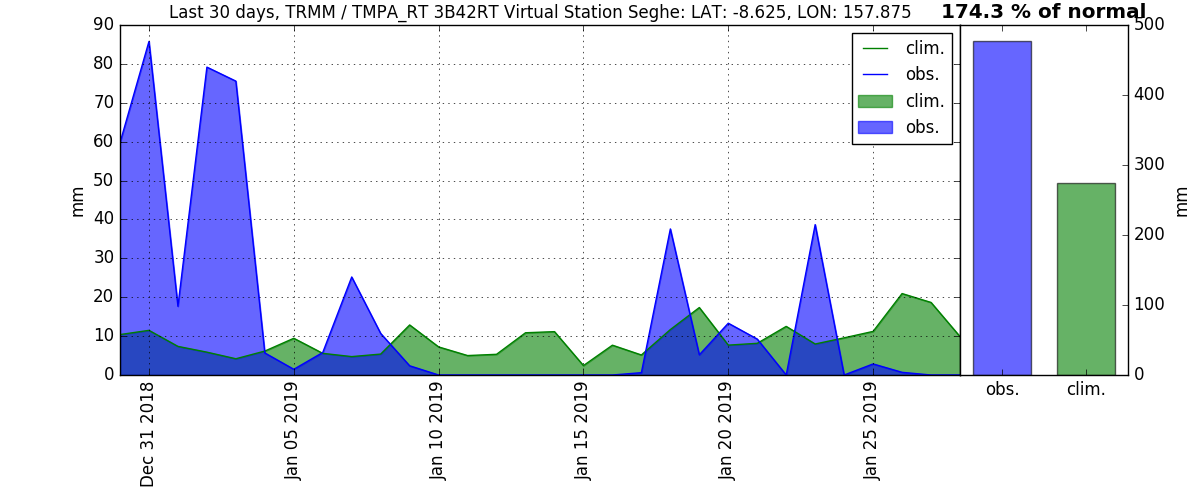 Last 30 days, TRMM / TMPA_RT 3B42RT Virtual Station Seghe: LAT: -8.625, LON: 157.875
174.3 % of normal
90
80
70
60
50
40
30
20
10
0
mm
clim.
obs.
clim.
obs.
Dec 31 2018
Jan 05 2019
Jan 10 2019
Jan 15 2019
Jan 20 2019
Jan 25 2019
500
400
300
200
100
0
mm
obs.
clim.